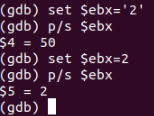 (gdb) set $ebx='2'
(gdb) p/s $ebx
$4 = 50
(gdb) set $ebx=2
(gdb) p/s $ebx
$5 = 2
(gdb)